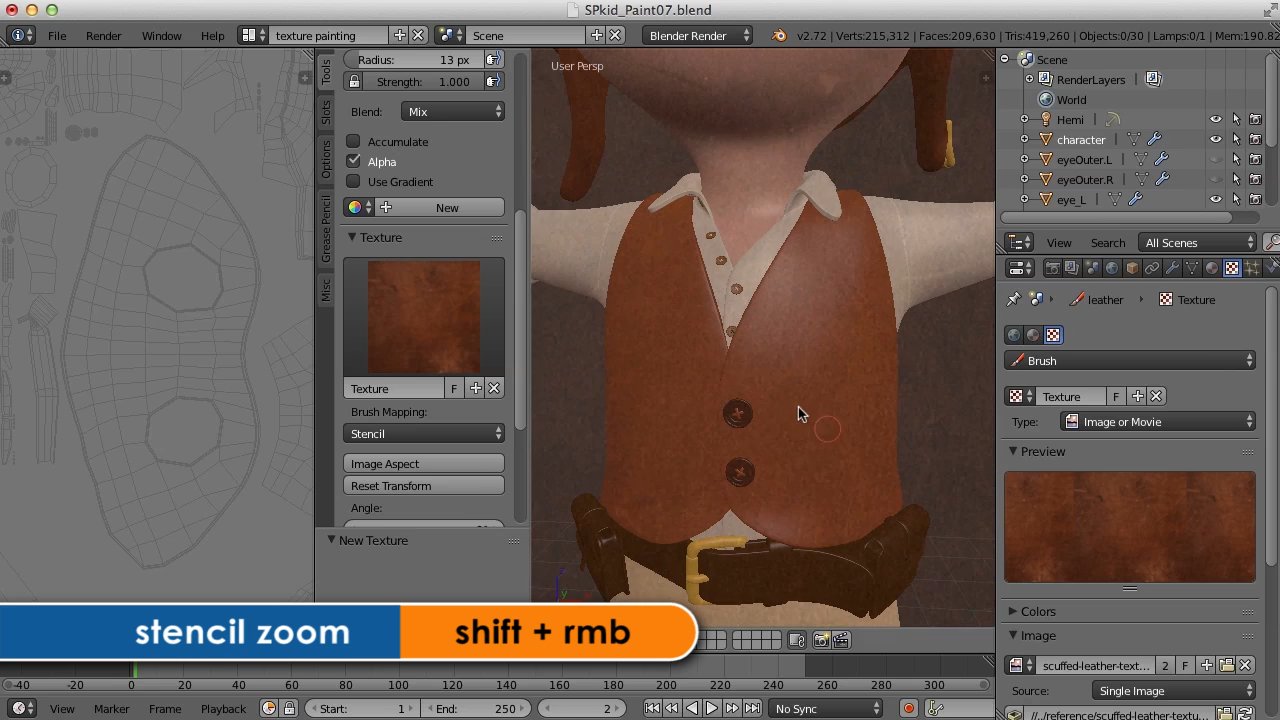 SPkid_Paint07.blend
File Render Window Help texture painting Scene Blender Render v2.72 | Verts:215,312 | Faces:209,630 | Tris:419,260 | Objects:0/30 | Lamps:0/1 | Mem:190.82
Tools
Slots
Options
Grease Pencil
Misc
Radius: 13 px
Strength: 1.000
Blend: Mix
Accumulate
Alpha
Use Gradient
New
Texture
Texture F
Brush Mapping:
Stencil
Image Aspect
Reset Transform
Angle:
New Texture
User Persp
z
y
Scene
RenderLayers
World
Hemi
character
eyeOuter.L
eyeOuter.R
eye_L
View Search All Scenes
leather Texture
Brush
Texture F
Type: Image or Movie
Preview
Colors
Image
scuffed-leather-text... 2 F
Source: Single Image
//../reference/scuffed-leather-textu...
stencil zoom shift + rmb
-40 -20 0 20 40 60 80 100 120 140 160 180 200 220 240 260 280 300
View Marker Frame Playback Start: 1 End: 250 2 No Sync